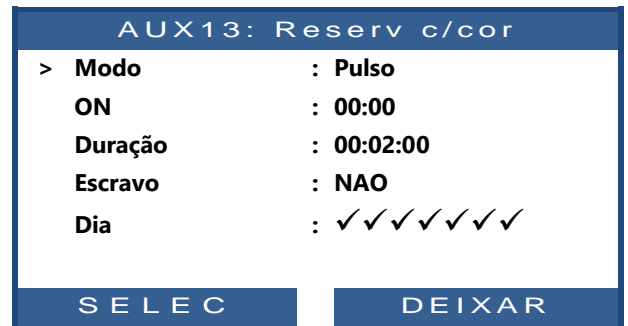 AUX13: Reserv c/cor
> Modo : Pulso
ON : 00:00
Duração : 00:02:00
Escravo : NAO
Dia : ✓✓✓✓✓✓✓
SELEC DEIXAR